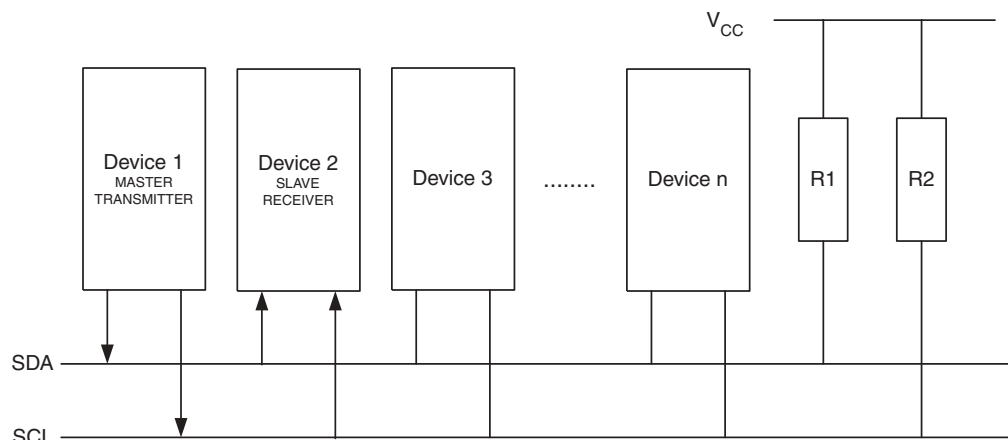 V_CC
Device 1
MASTER
TRANSMITTER
Device 2
SLAVE
RECEIVER
Device 3
........
Device n
R1
R2
SDA
SCL